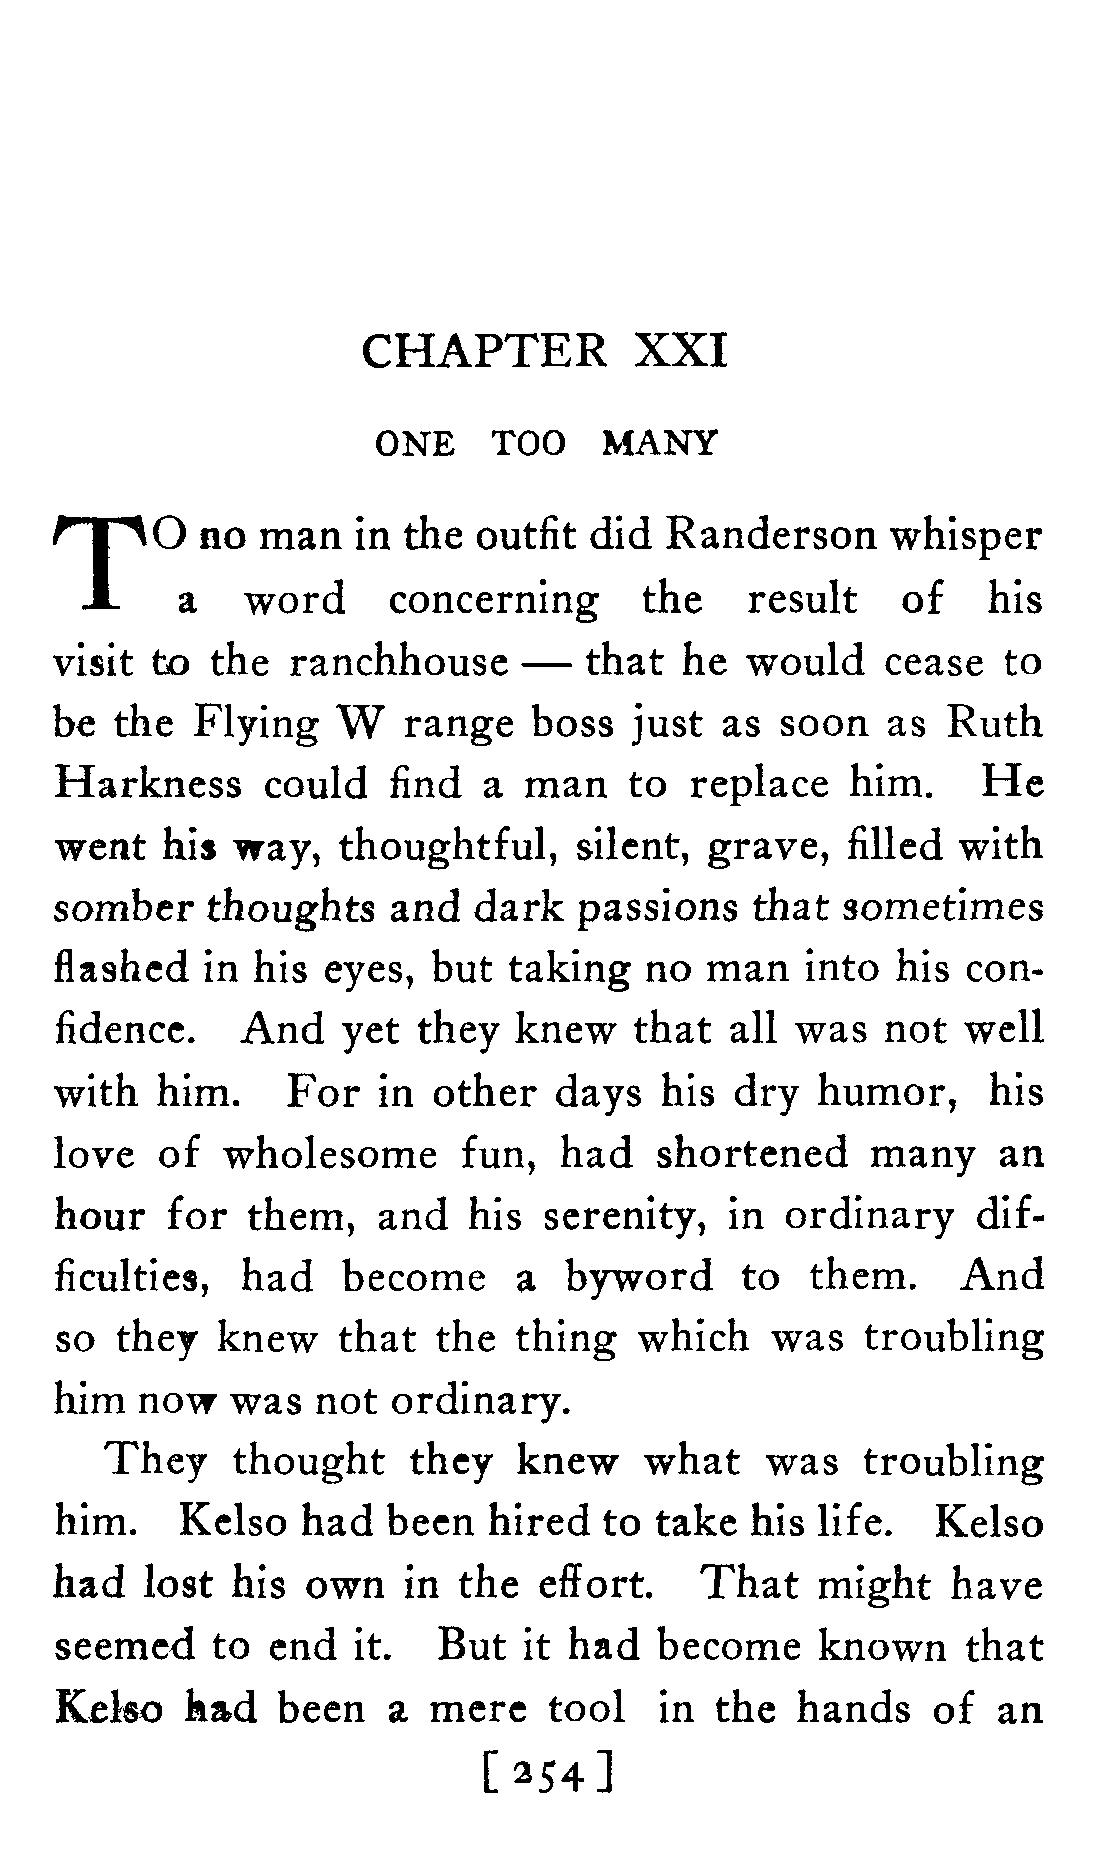 CHAPTER XXI
ONE TOO MANY
TO no man in the outfit did Randerson whisper
a word concerning the result of his
visit to the ranchhouse — that he would cease to
be the Flying W range boss just as soon as Ruth
Harkness could find a man to replace him. He
went his way, thoughtful, silent, grave, filled with
somber thoughts and dark passions that sometimes
flashed in his eyes, but taking no man into his con-
fidence. And yet they knew that all was not well
with him. For in other days his dry humor, his
love of wholesome fun, had shortened many an
hour for them, and his serenity, in ordinary dif-
ficulties, had become a byword to them. And
so they knew that the thing which was troubling
him now was not ordinary.
They thought they knew what was troubling
him. Kelso had been hired to take his life. Kelso
had lost his own in the effort. That might have
seemed to end it. But it had become known that
Kelso had been a mere tool in the hands of an
[254]